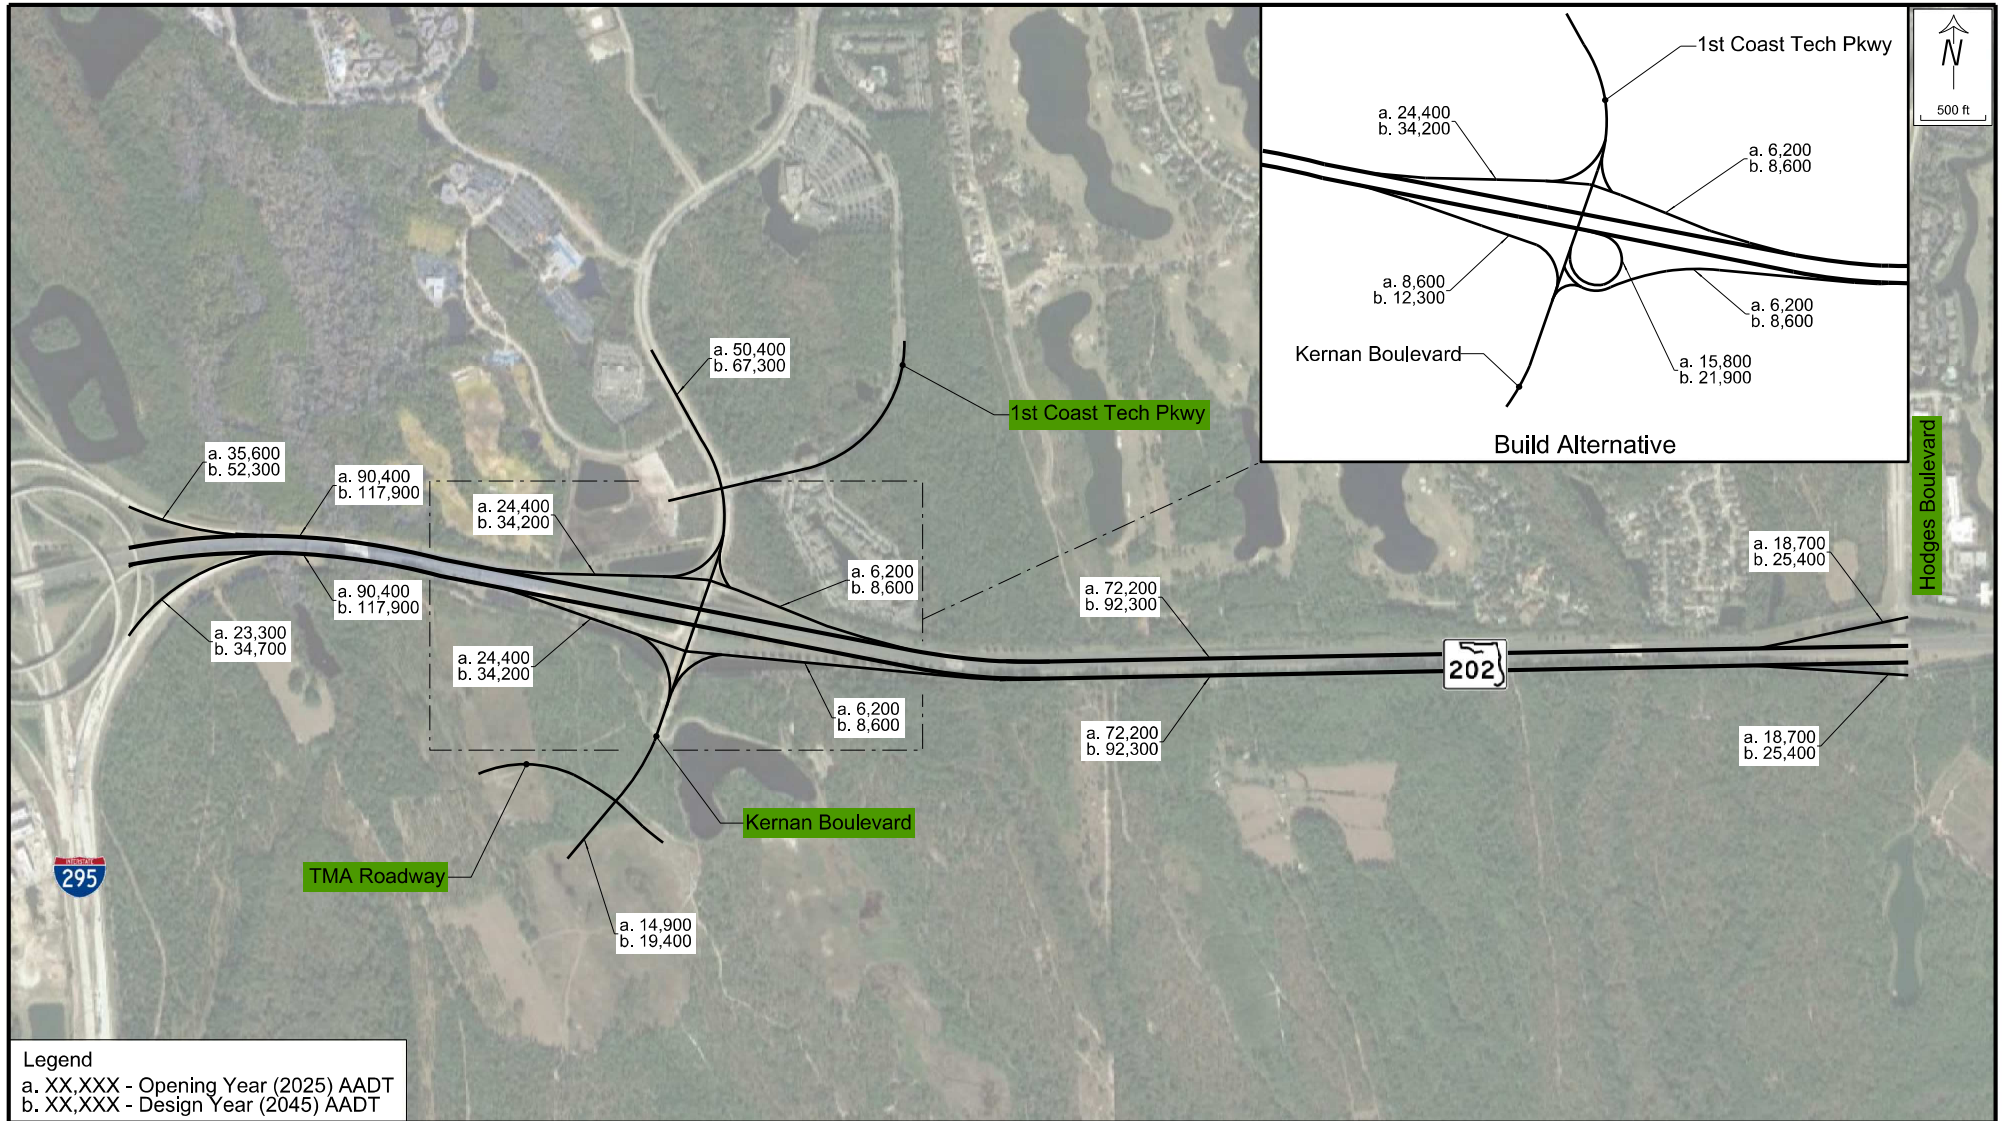 1st Coast Tech Pkwy
a. 24,400
b. 34,200
a. 6,200
b. 8,600
a. 8,600
b. 12,300
a. 6,200
b. 8,600
Kernan Boulevard
a. 15,800
b. 21,900
Build Alternative
N
500 ft
a. 50,400
b. 67,300
1st Coast Tech Pkwy
Hodges Boulevard
a. 35,600
b. 52,300
a. 90,400
b. 117,900
a. 24,400
b. 34,200
a. 6,200
b. 8,600
a. 72,200
b. 92,300
a. 18,700
b. 25,400
a. 90,400
b. 117,900
a. 23,300
b. 34,700
a. 24,400
b. 34,200
202
a. 6,200
b. 8,600
a. 72,200
b. 92,300
a. 18,700
b. 25,400
Kernan Boulevard
TMA Roadway
INTERSTATE
295
a. 14,900
b. 19,400
Legend
a. XX,XXX - Opening Year (2025) AADT
b. XX,XXX - Design Year (2045) AADT